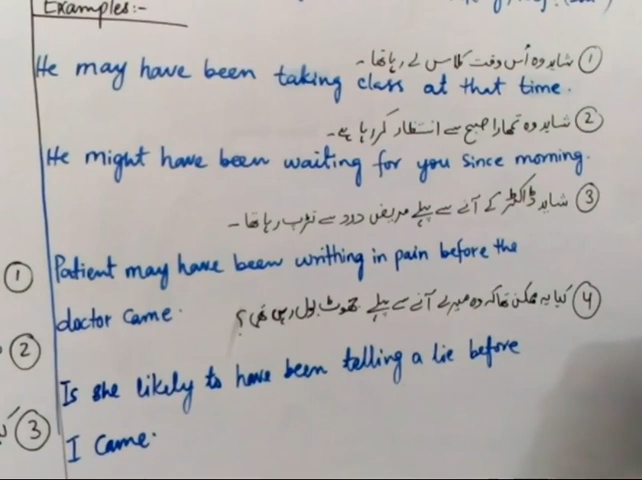 Examples:-
① شاید وہ اُس وقت کلاس لے رہا تھا۔
He may have been taking class at that time.
② شاید وہ تمہارا صبح سے انتظار کر رہا ہے۔
He might have been waiting for you since morning.
③ شاید ڈاکٹر کے آنے سے پہلے مریض درد سے تڑپ رہا تھا۔
① Patient may have been writhing in pain before the
doctor came.
④ کیا یہ ممکن تھا کہ وہ میرے آنے سے پہلے جھوٹ بول رہی تھی؟
②
Is she likely to have been telling a lie before
③
I came.